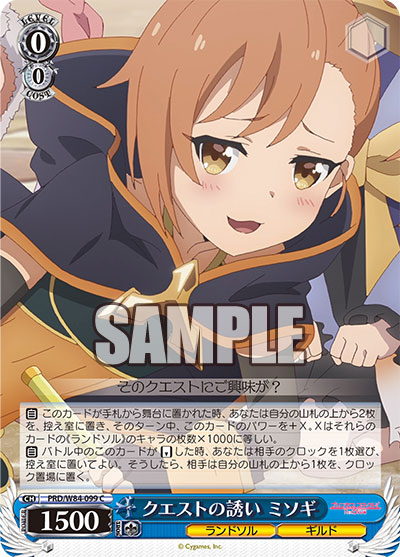 LEVEL
0
0
COST
SAMPLE
そのクエストにご興味が？
自 このカードが手札から舞台に置かれた時、あなたは自分の山札の上から2枚
を、控え室に置き、そのターン中、このカードのパワーを＋X。Xはそれらの
カードの《ランドソル》のキャラの枚数×1000に等しい。
自 バトル中のこのカードが【】した時、あなたは相手のクロックを1枚選び、
控え室に置いてよい。そうしたら、相手は自分の山札の上から1枚を、クロッ
ク置場に置く。
CH PRD/W84-099 C
1500
クエストの誘い ミソギ
ランドソル ギルド
© Cygames, Inc.